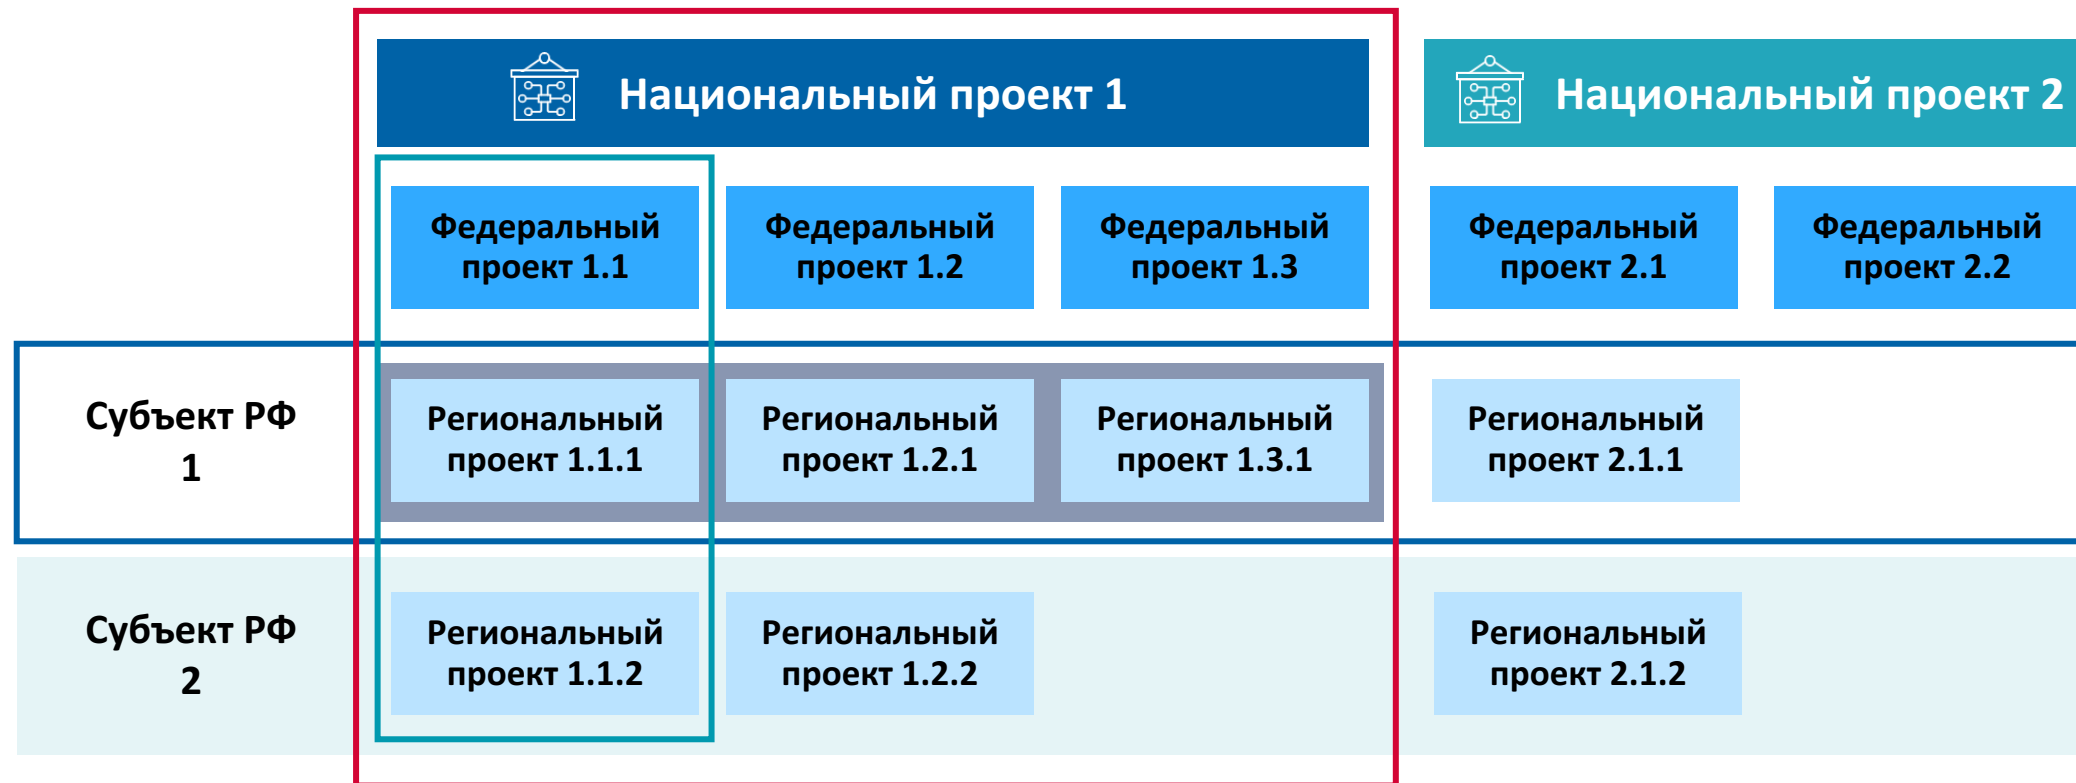 Национальный проект 1
Национальный проект 2
Федеральный
проект 1.1
Федеральный
проект 1.2
Федеральный
проект 1.3
Федеральный
проект 2.1
Федеральный
проект 2.2
Субъект РФ
1
Региональный
проект 1.1.1
Региональный
проект 1.2.1
Региональный
проект 1.3.1
Региональный
проект 2.1.1
Субъект РФ
2
Региональный
проект 1.1.2
Региональный
проект 1.2.2
Региональный
проект 2.1.2